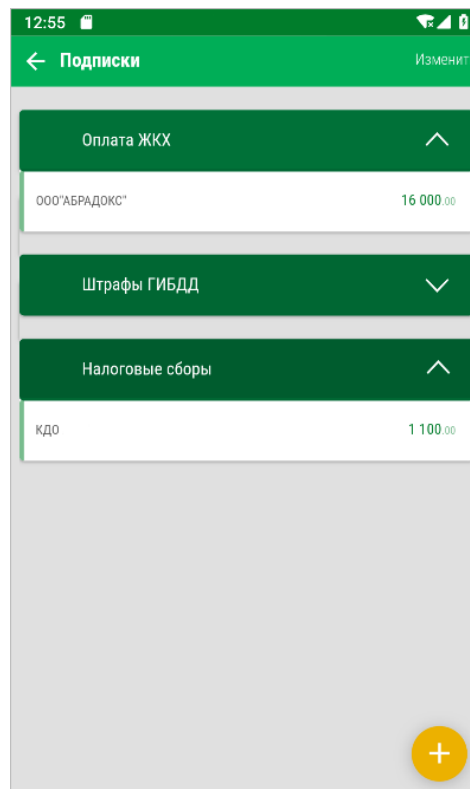 12:55
Подписки
Изменит
Оплата ЖКХ
ООО"АБРАДОКС" 16 000.00
Штрафы ГИБДД
Налоговые сборы
КДО 1 100.00